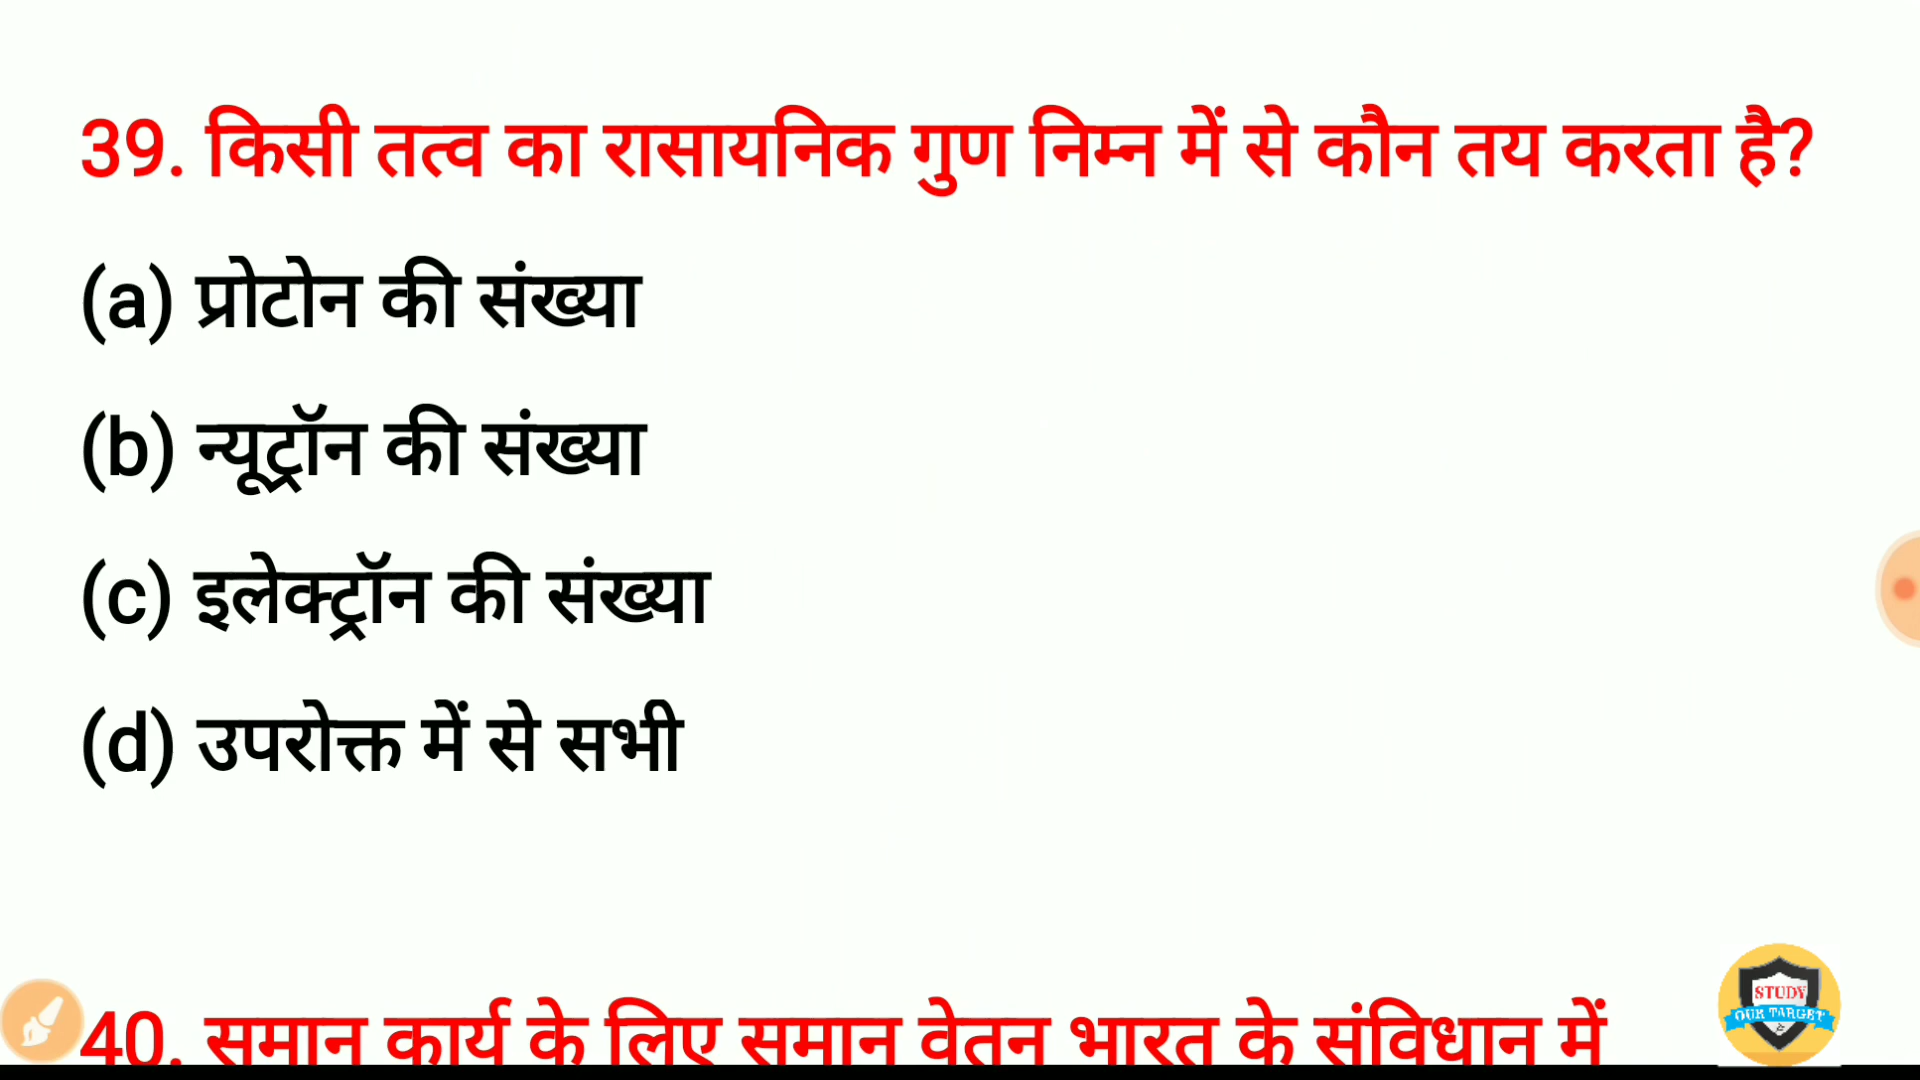 39. किसी तत्व का रासायनिक गुण निम्न में से कौन तय करता है?
(a) प्रोटोन की संख्या
(b) न्यूट्रॉन की संख्या
(c) इलेक्ट्रॉन की संख्या
(d) उपरोक्त में से सभी
40. समान कार्य के लिए समान वेतन भारत के संविधान में
STUDY
OUR TARGET